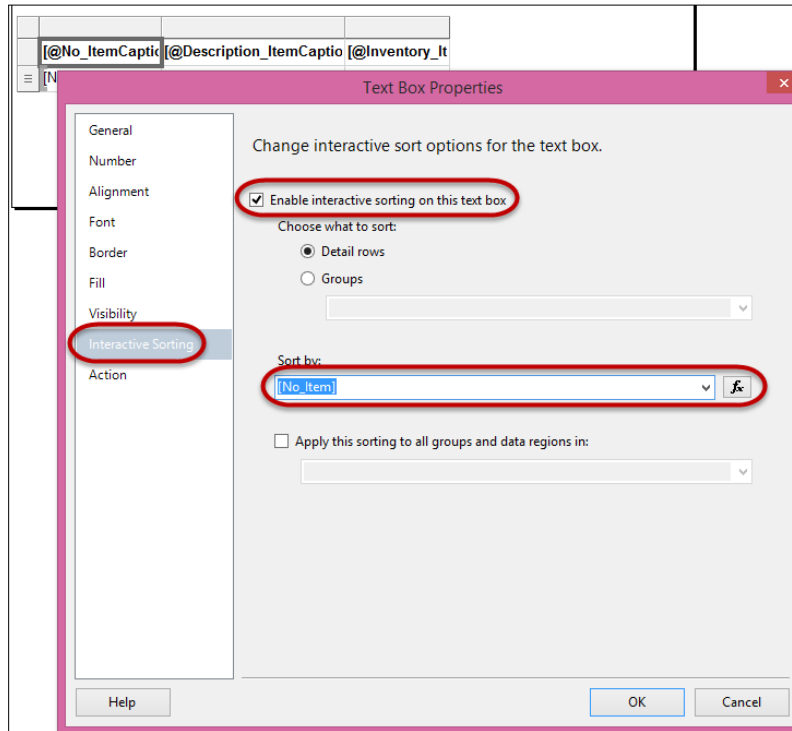 [@No_ItemCaptic [@Description_ItemCaptio [@Inventory_It
[N
Text Box Properties
General
Number
Alignment
Font
Border
Fill
Visibility
Interactive Sorting
Action
Change interactive sort options for the text box.
Enable interactive sorting on this text box
Choose what to sort:
Detail rows
Groups
Sort by:
[No_Item]
fx
Apply this sorting to all groups and data regions in:
Help
OK
Cancel